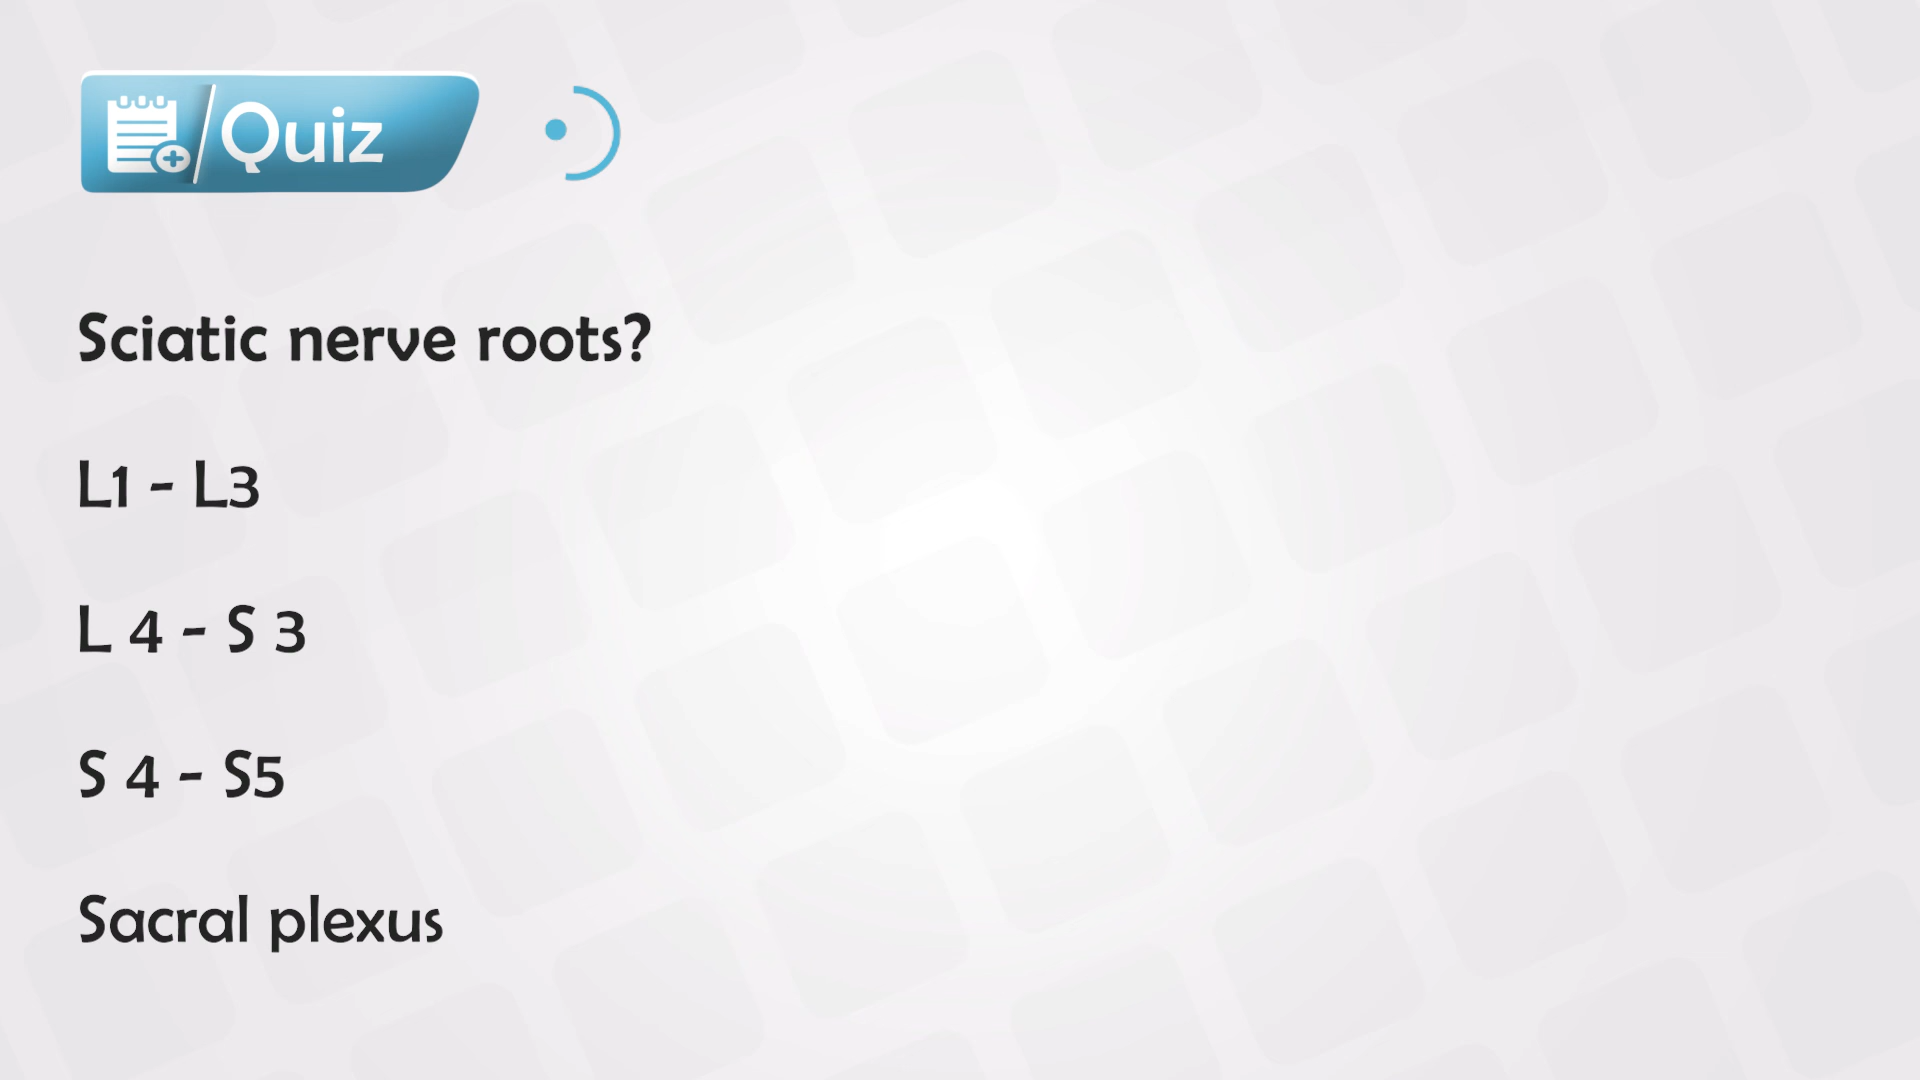 Quiz
Sciatic nerve roots?
L1 - L3
L 4 - S 3
S 4 - S5
Sacral plexus